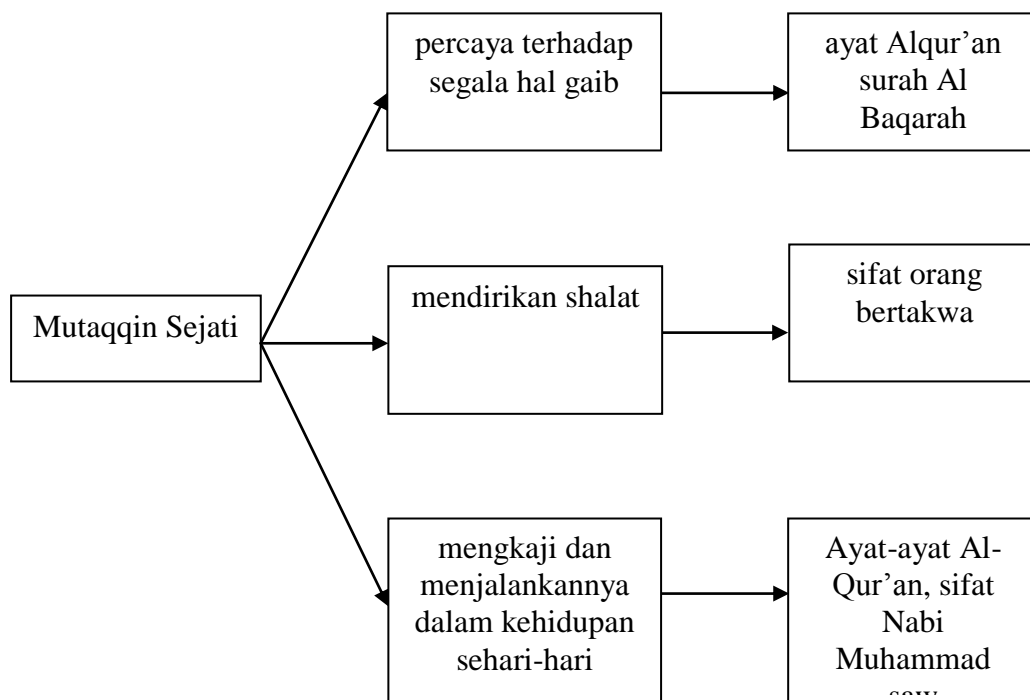 percaya terhadap
segala hal gaib
ayat Alqur’an
surah Al
Baqarah
Mutaqqin Sejati
mendirikan shalat
sifat orang
bertakwa
mengkaji dan
menjalankannya
dalam kehidupan
sehari-hari
Ayat-ayat Al-
Qur’an, sifat
Nabi
Muhammad
saw